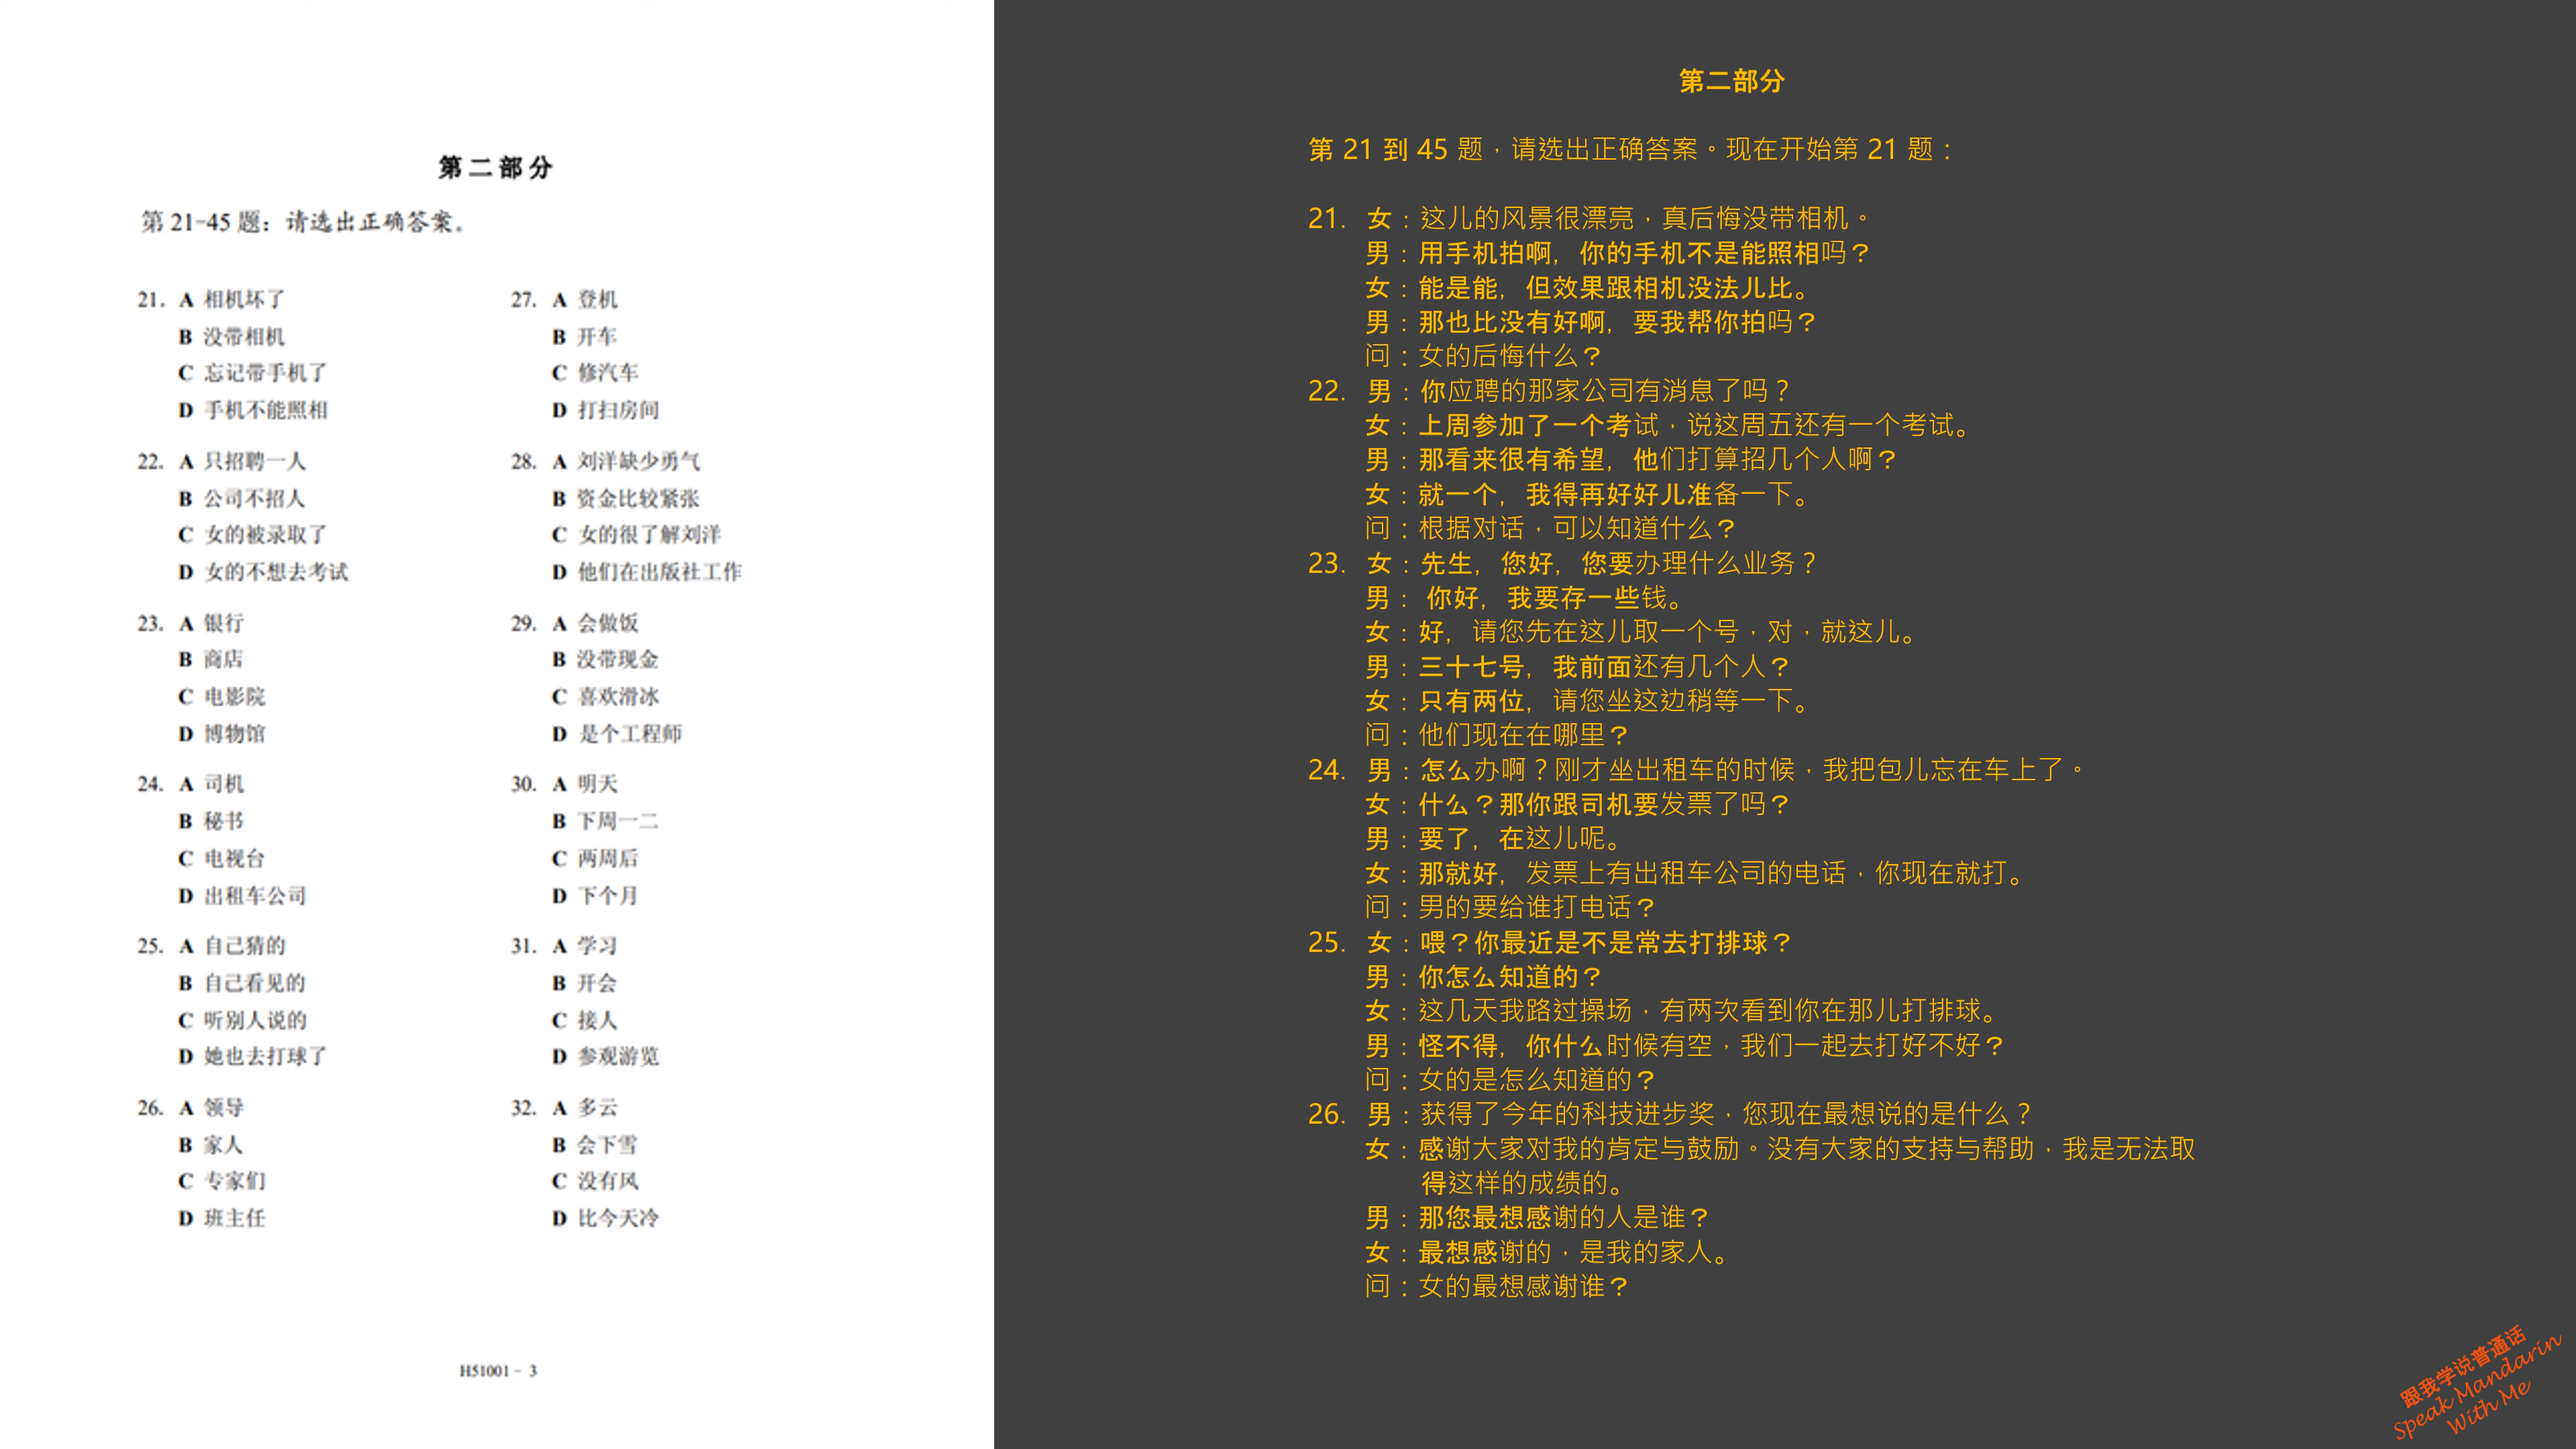 第二部分
第 21-45 题：请选出正确答案。
21. A 相机坏了
B 没带相机
C 忘记带手机了
D 手机不能照相
22. A 只招聘一人
B 公司不招人
C 女的被录取了
D 女的不想去考试
23. A 银行
B 商店
C 电影院
D 博物馆
24. A 司机
B 秘书
C 电视台
D 出租车公司
25. A 自己猜的
B 自己看见的
C 听别人说的
D 她也去打球了
26. A 领导
B 家人
C 专家们
D 班主任
27. A 登机
B 开车
C 修汽车
D 打扫房间
28. A 刘洋缺少勇气
B 资金比较紧张
C 女的很了解刘洋
D 他们在出版社工作
29. A 会做饭
B 没带现金
C 喜欢滑冰
D 是个工程师
30. A 明天
B 下周一二
C 两周后
D 下个月
31. A 学习
B 开会
C 接人
D 参观游览
32. A 多云
B 会下雪
C 没有风
D 比今天冷
H51001 - 3
第二部分
第 21 到 45 题，请选出正确答案。现在开始第 21 题：
21. 女：这儿的风景很漂亮，真后悔没带相机。
男：用手机拍啊，你的手机不是能照相吗？
女：能是能，但效果跟相机没法儿比。
男：那也比没有好啊，要我帮你拍吗？
问：女的后悔什么？
22. 男：你应聘的那家公司有消息了吗？
女：上周参加了一个考试，说这周五还有一个考试。
男：那看来很有希望，他们打算招几个人啊？
女：就一个，我得再好好儿准备一下。
问：根据对话，可以知道什么？
23. 女：先生，您好，您要办理什么业务？
男： 你好，我要存一些钱。
女：好，请您先在这儿取一个号，对，就这儿。
男：三十七号，我前面还有几个人？
女：只有两位，请您坐这边稍等一下。
问：他们现在在哪里？
24. 男：怎么办啊？刚才坐出租车的时候，我把包儿忘在车上了。
女：什么？那你跟司机要发票了吗？
男：要了，在这儿呢。
女：那就好，发票上有出租车公司的电话，你现在就打。
问：男的要给谁打电话？
25. 女：喂？你最近是不是常去打排球？
男：你怎么知道的？
女：这几天我路过操场，有两次看到你在那儿打排球。
男：怪不得，你什么时候有空，我们一起去打好不好？
问：女的是怎么知道的？
26. 男：获得了今年的科技进步奖，您现在最想说的是什么？
女：感谢大家对我的肯定与鼓励。没有大家的支持与帮助，我是无法取
得这样的成绩的。
男：那您最想感谢的人是谁？
女：最想感谢的，是我的家人。
问：女的最想感谢谁？
跟我学说普通话
Speak Mandarin
With Me